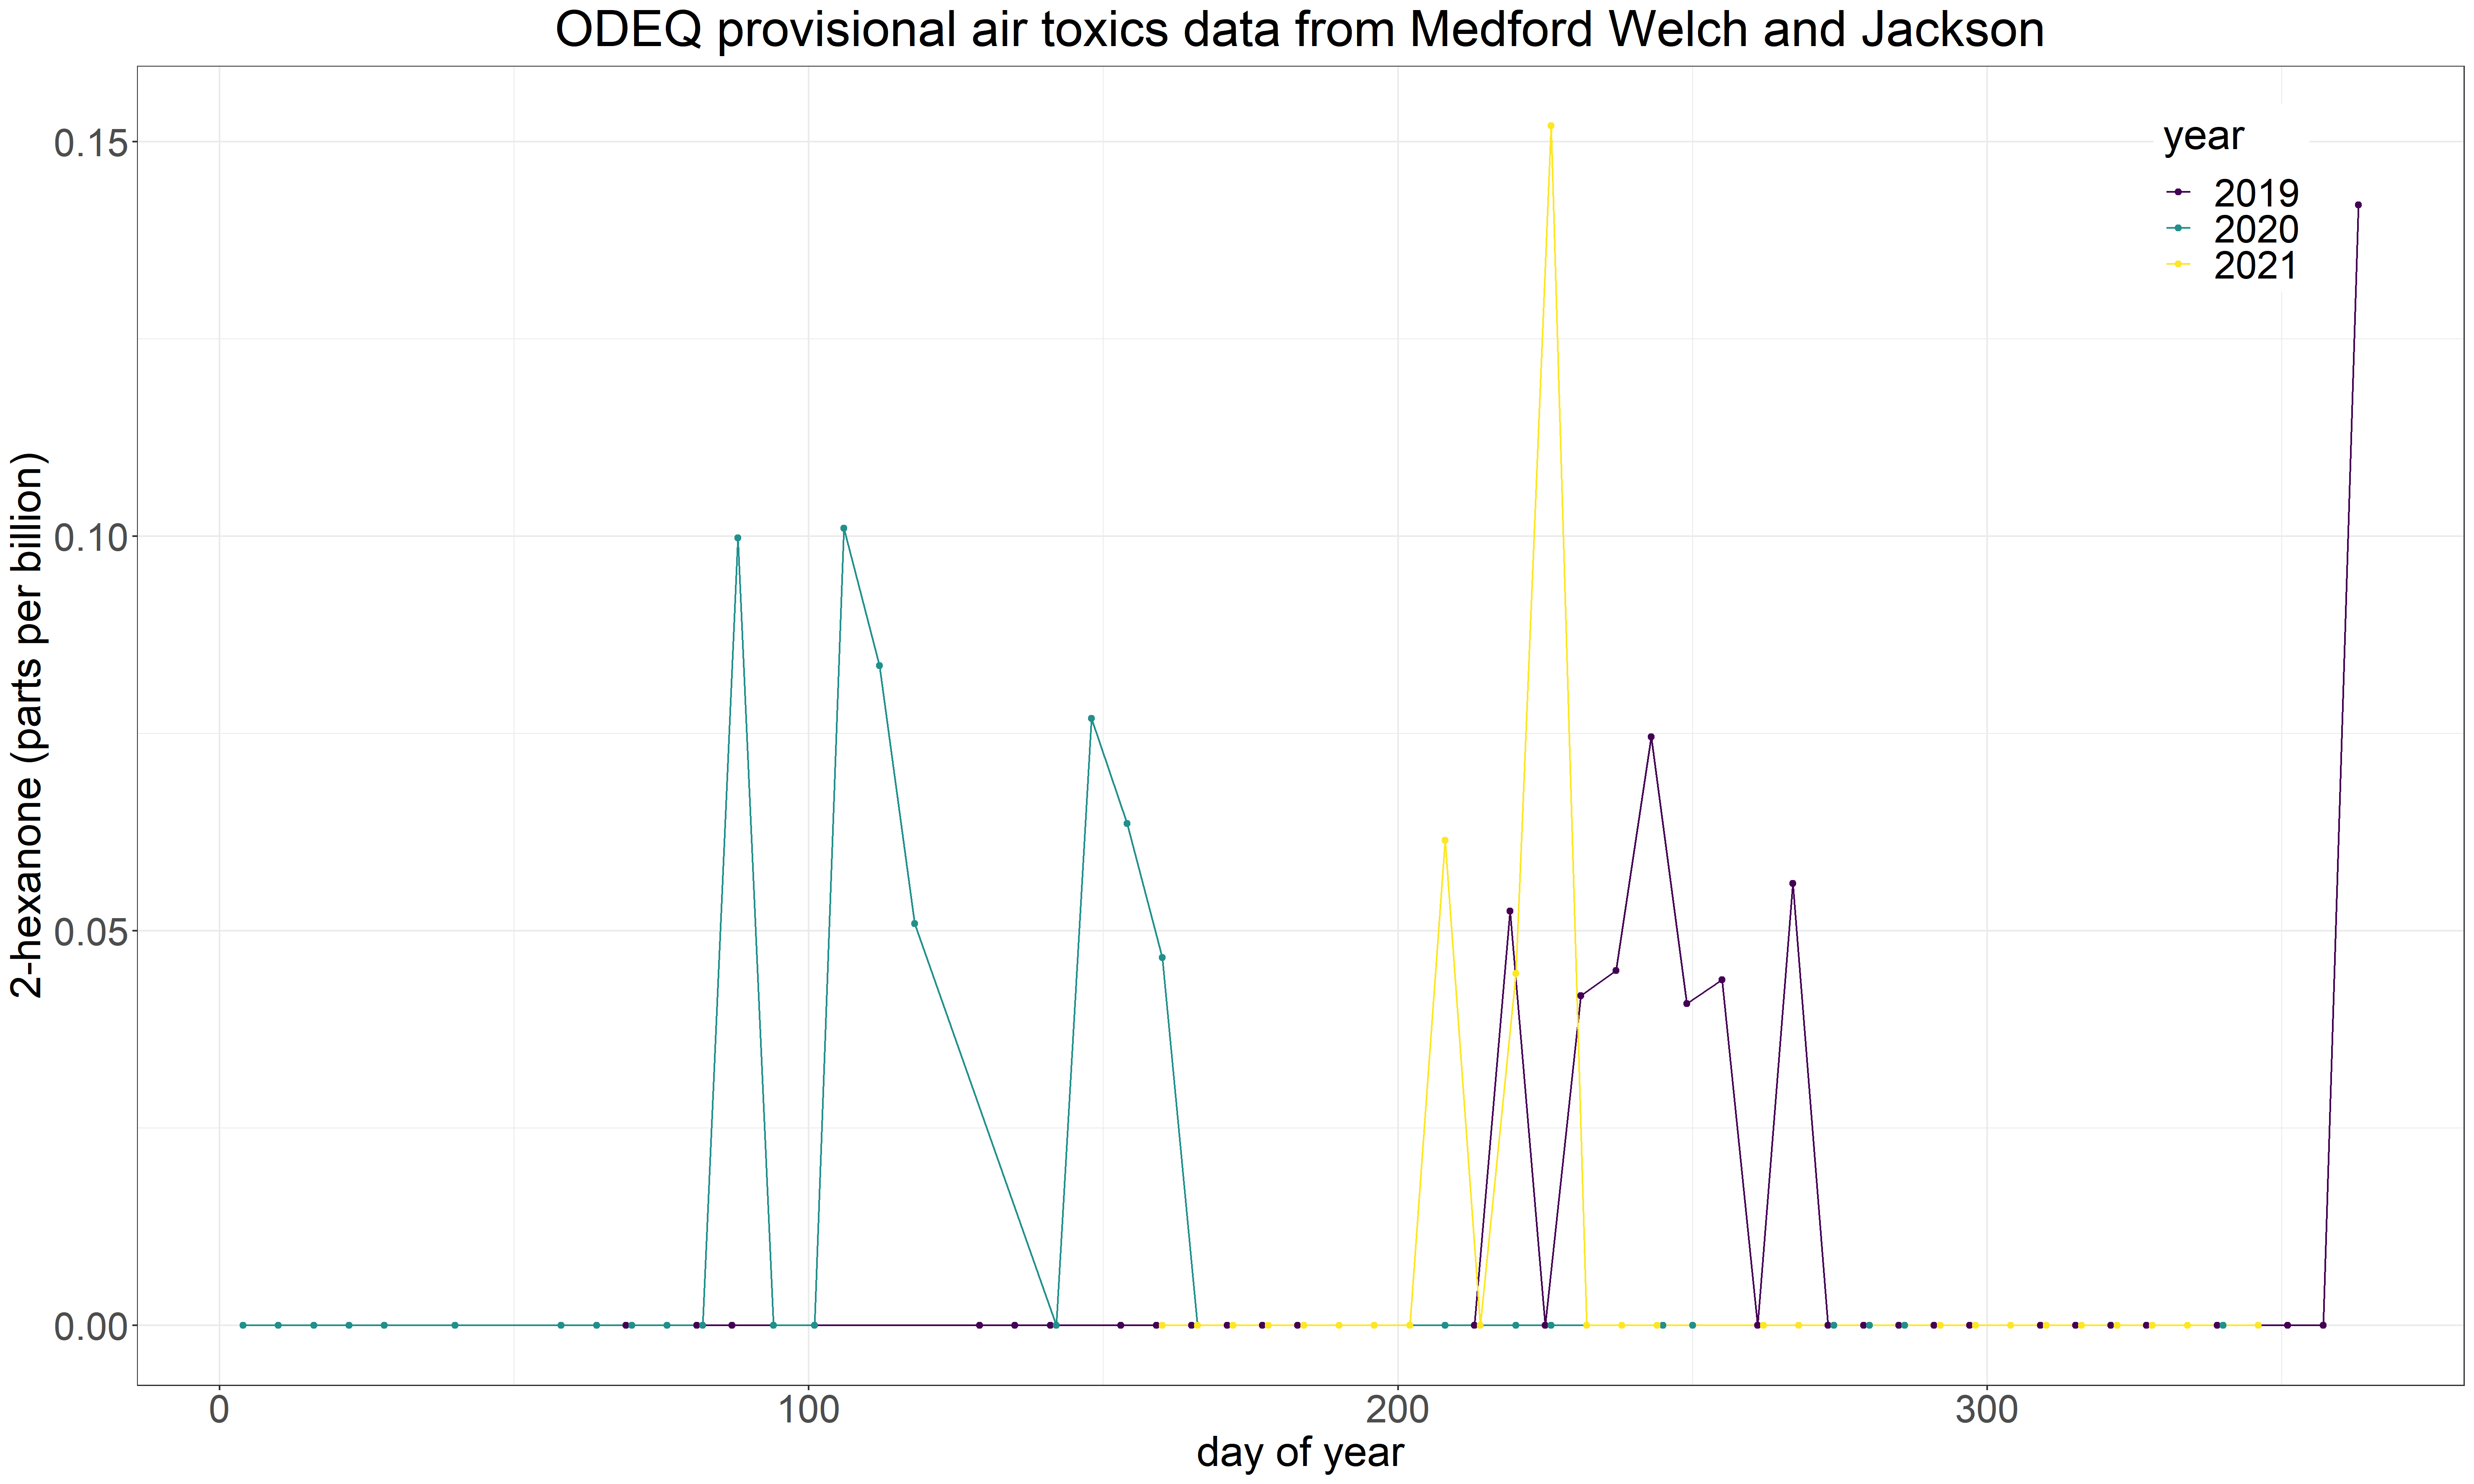 ODEQ provisional air toxics data from Medford Welch and Jackson
2-hexanone (parts per billion)
0.15
0.10
0.05
0.00
year
2019
2020
2021
0
100
200
300
day of year